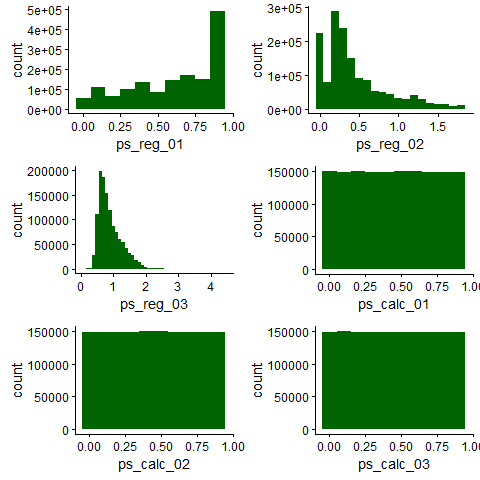 5e+05
4e+05
3e+05
2e+05
1e+05
0e+00
count
0.00 0.25 0.50 0.75 1.00
ps_reg_01
3e+05
2e+05
1e+05
0e+00
count
0.0 0.5 1.0 1.5
ps_reg_02
200000
150000
100000
50000
0
count
0 1 2 3 4
ps_reg_03
150000
100000
50000
0
count
0.00 0.25 0.50 0.75 1.00
ps_calc_01
150000
100000
50000
0
count
0.00 0.25 0.50 0.75 1.00
ps_calc_02
150000
100000
50000
0
count
0.00 0.25 0.50 0.75 1.00
ps_calc_03